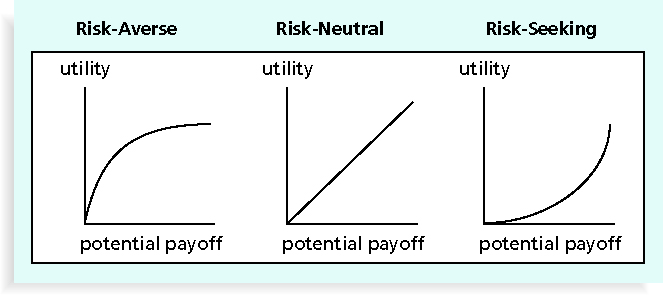 Risk-Averse
Risk-Neutral
Risk-Seeking
utility
utility
utility
potential payoff
potential payoff
potential payoff